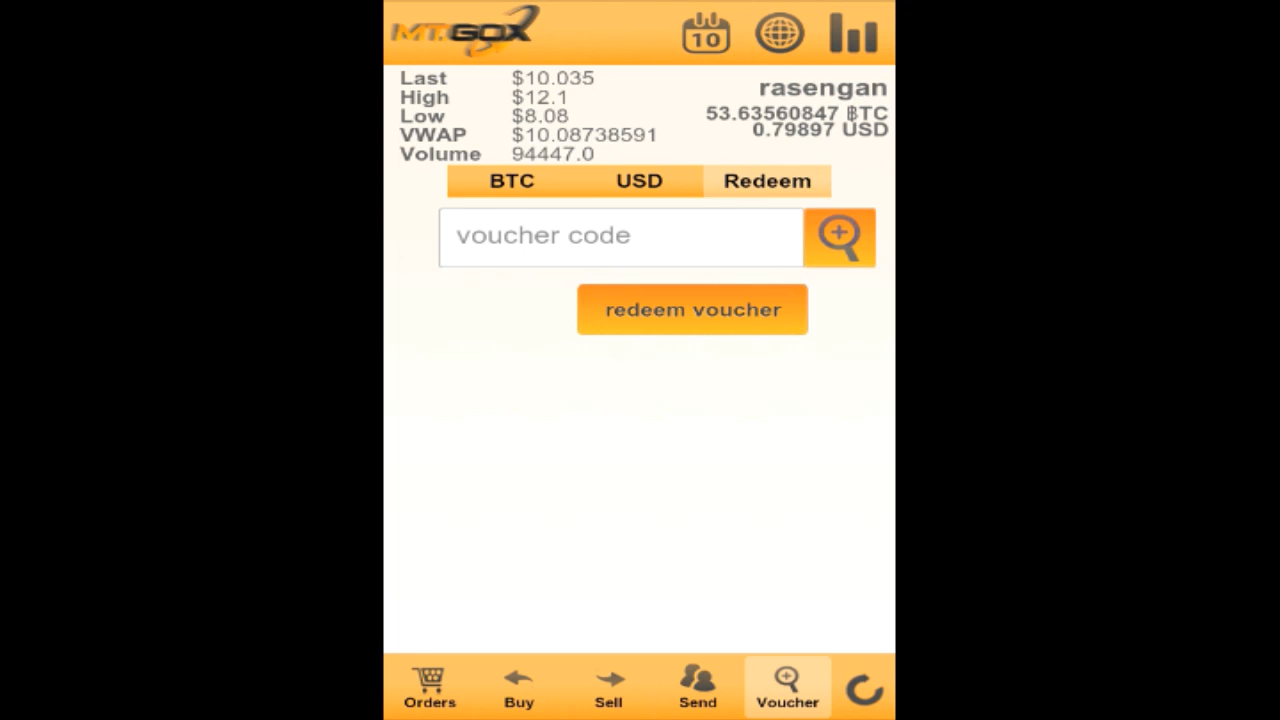 MT.GOX
10
Last $10.035
High $12.1
Low $8.08
VWAP $10.08738591
Volume 94447.0
rasengan
53.63560847 ฿TC
0.79897 USD
BTC USD Redeem
voucher code
redeem voucher
Orders Buy Sell Send Voucher